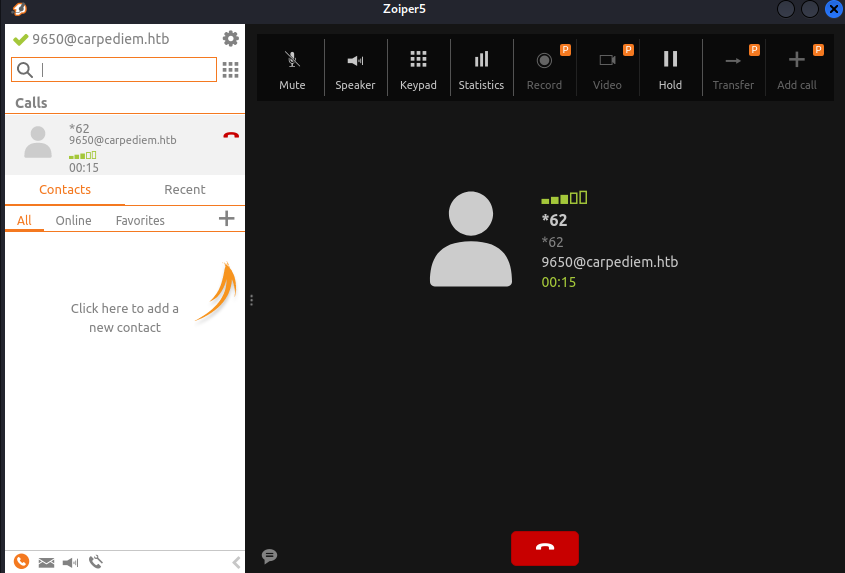 Zoiper5
9650@carpediem.htb
Calls
*62
9650@carpediem.htb
00:15
Contacts Recent
All Online Favorites
Click here to add a
new contact
P P P P
Mute Speaker Keypad Statistics Record Video Hold Transfer Add call
*62
*62
9650@carpediem.htb
00:15